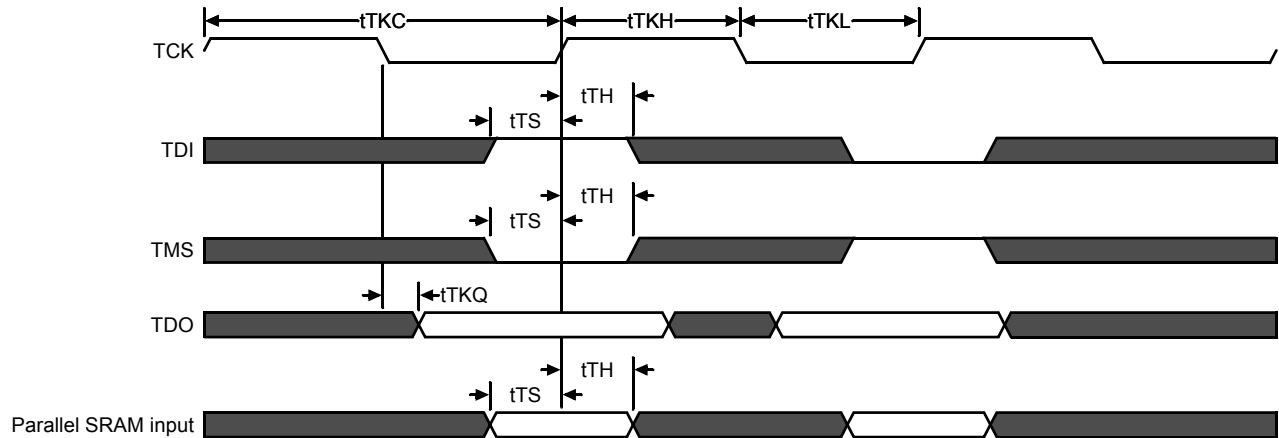 tTKC tTKH tTKL
TCK
tTH
tTS
TDI
tTH
tTS
TMS
tTKQ
TDO
tTH
tTS
Parallel SRAM input